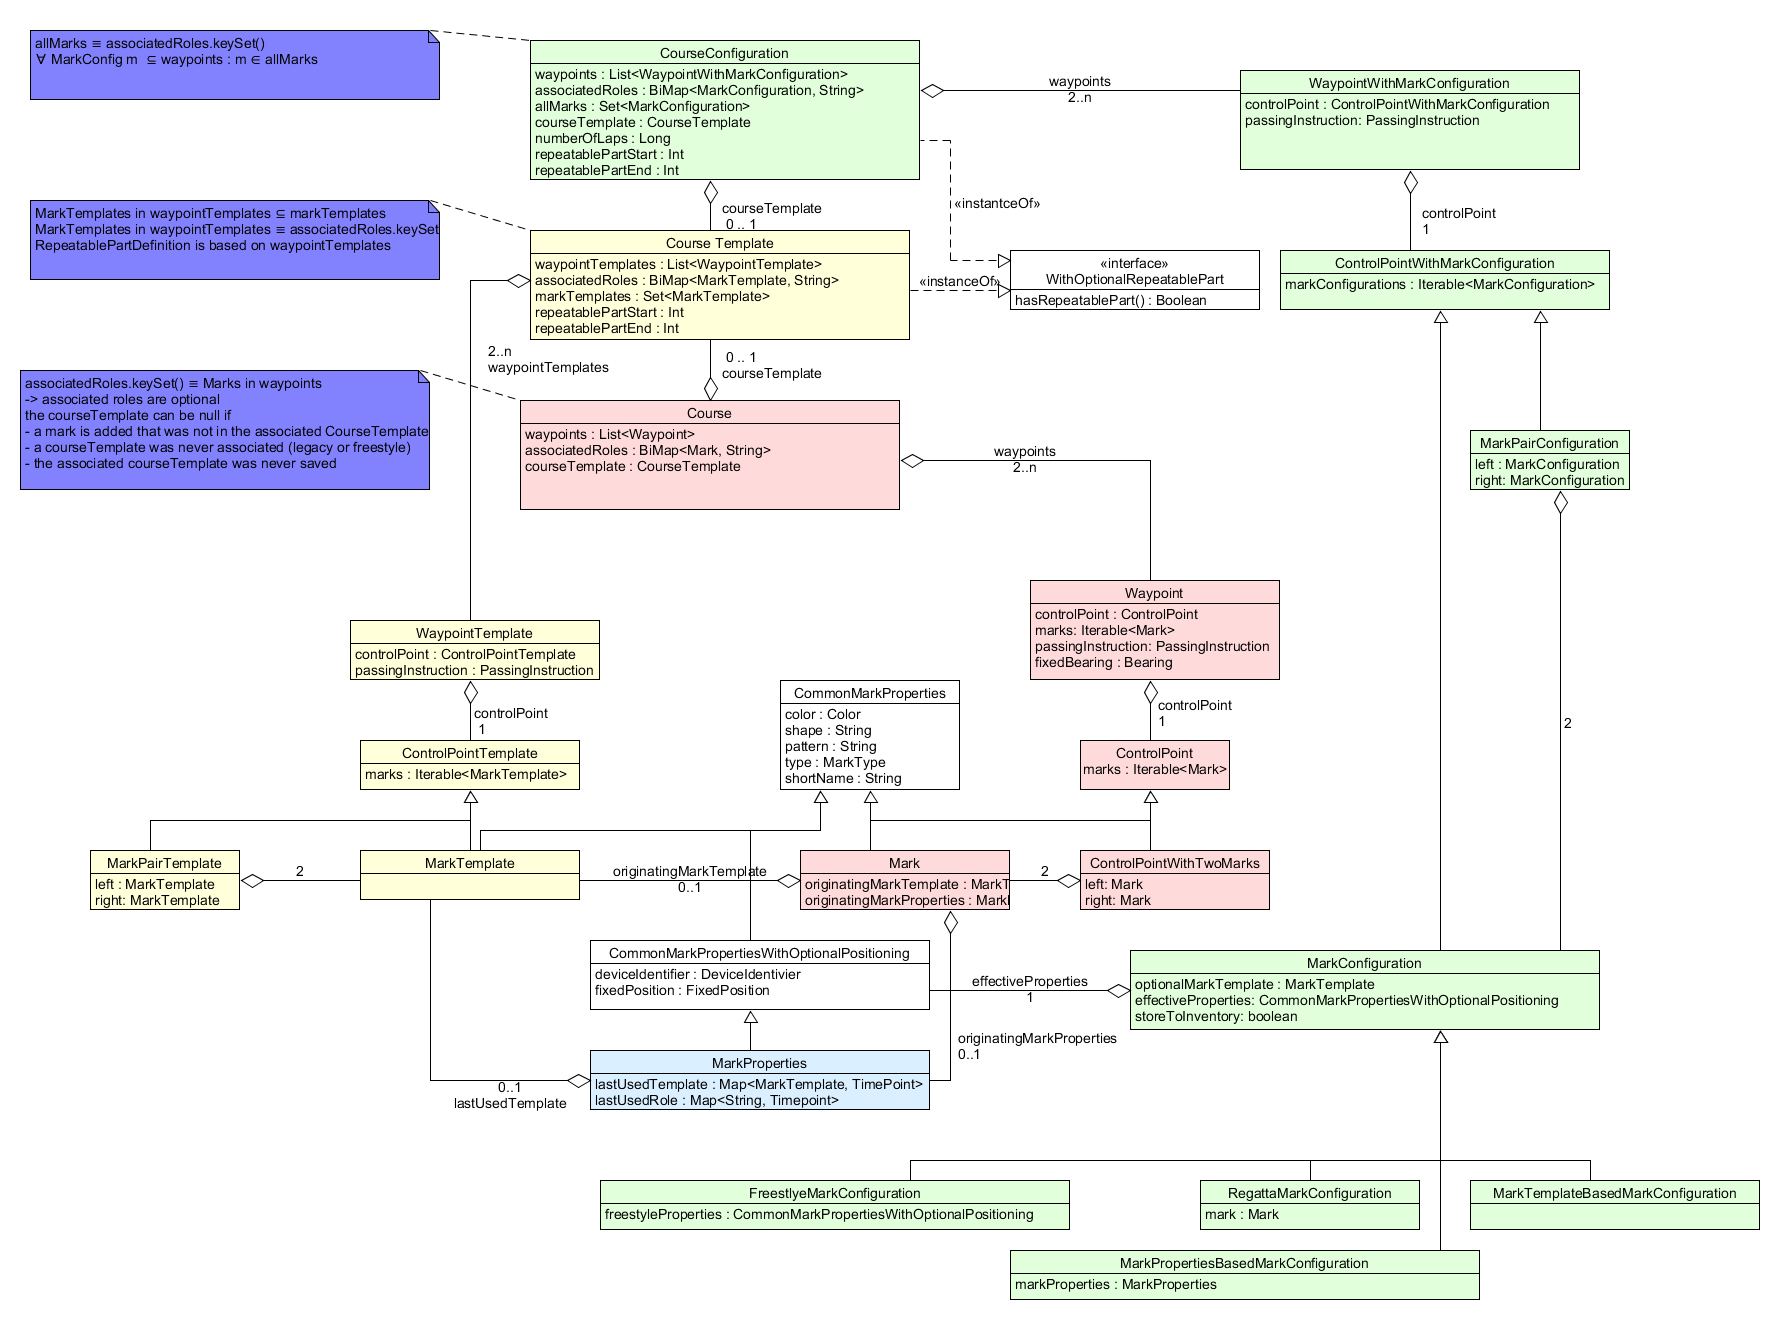 allMarks ≡ associatedRoles.keySet()
∀ MarkConfig m ⊆ waypoints : m ∈ allMarks
CourseConfiguration
waypoints : List<WaypointWithMarkConfiguration>
associatedRoles : BiMap<MarkConfiguration, String>
allMarks : Set<MarkConfiguration>
courseTemplate : CourseTemplate
numberOfLaps : Long
repeatablePartStart : Int
repeatablePartEnd : Int
waypoints
2..n
WaypointWithMarkConfiguration
controlPoint : ControlPointWithMarkConfiguration
passingInstruction: PassingInstruction
MarkTemplates in waypointTemplates ⊆ markTemplates
MarkTemplates in waypointTemplates ≡ associatedRoles.keySet
RepeatablePartDefinition is based on waypointTemplates
courseTemplate
0 .. 1
«instantceOf»
controlPoint
1
Course Template
waypointTemplates : List<WaypointTemplate>
associatedRoles : BiMap<MarkTemplate, String>
markTemplates : Set<MarkTemplate>
repeatablePartStart : Int
repeatablePartEnd : Int
«instanceOf»
«interface»
WithOptionalRepeatablePart
hasRepeatablePart() : Boolean
ControlPointWithMarkConfiguration
markConfigurations : Iterable<MarkConfiguration>
2..n
waypointTemplates
0 .. 1
courseTemplate
associatedRoles.keySet() ≡ Marks in waypoints
-> associated roles are optional
the courseTemplate can be null if
- a mark is added that was not in the associated CourseTemplate
- a courseTemplate was never associated (legacy or freestyle)
- the associated courseTemplate was never saved
Course
waypoints : List<Waypoint>
associatedRoles : BiMap<Mark, String>
courseTemplate : CourseTemplate
waypoints
2..n
MarkPairConfiguration
left : MarkConfiguration
right: MarkConfiguration
Waypoint
controlPoint : ControlPoint
marks: Iterable<Mark>
passingInstruction: PassingInstruction
fixedBearing : Bearing
WaypointTemplate
controlPoint : ControlPointTemplate
passingInstruction : PassingInstruction
controlPoint
1
CommonMarkProperties
color : Color
shape : String
pattern : String
type : MarkType
shortName : String
controlPoint
1
2
ControlPointTemplate
marks : Iterable<MarkTemplate>
ControlPoint
marks : Iterable<Mark>
MarkPairTemplate
left : MarkTemplate
right: MarkTemplate
2
MarkTemplate
originatingMarkTemplate
0..1
Mark
originatingMarkTemplate : MarkT
originatingMarkProperties : Mark
2
ControlPointWithTwoMarks
left: Mark
right: Mark
CommonMarkPropertiesWithOptionalPositioning
deviceIdentifier : DeviceIdentivier
fixedPosition : FixedPosition
effectiveProperties
1
MarkConfiguration
optionalMarkTemplate : MarkTemplate
effectiveProperties: CommonMarkPropertiesWithOptionalPositioning
storeToInventory: boolean
originatingMarkProperties
0..1
MarkProperties
lastUsedTemplate : Map<MarkTemplate, TimePoint>
lastUsedRole : Map<String, Timepoint>
0..1
lastUsedTemplate
FreestlyeMarkConfiguration
freestyleProperties : CommonMarkPropertiesWithOptionalPositioning
RegattaMarkConfiguration
mark : Mark
MarkTemplateBasedMarkConfiguration
MarkPropertiesBasedMarkConfiguration
markProperties : MarkProperties